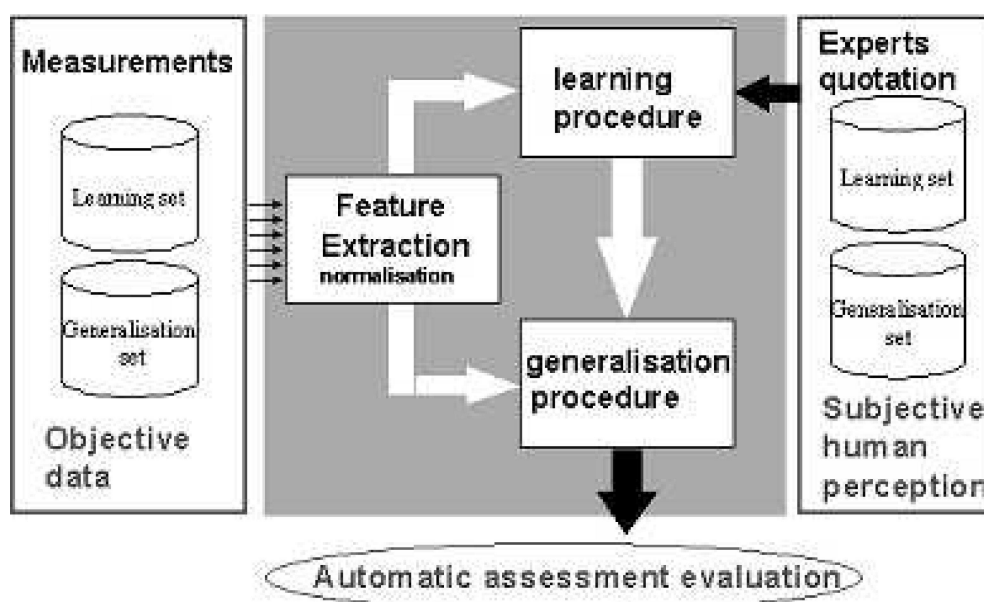 Measurements
Learning set
Generalisation
set
Objective
data
Feature
Extraction
normalisation
learning
procedure
generalisation
procedure
Experts
quotation
Learning set
Generalisation
set
Subjective
human
perception
Automatic assessment evaluation